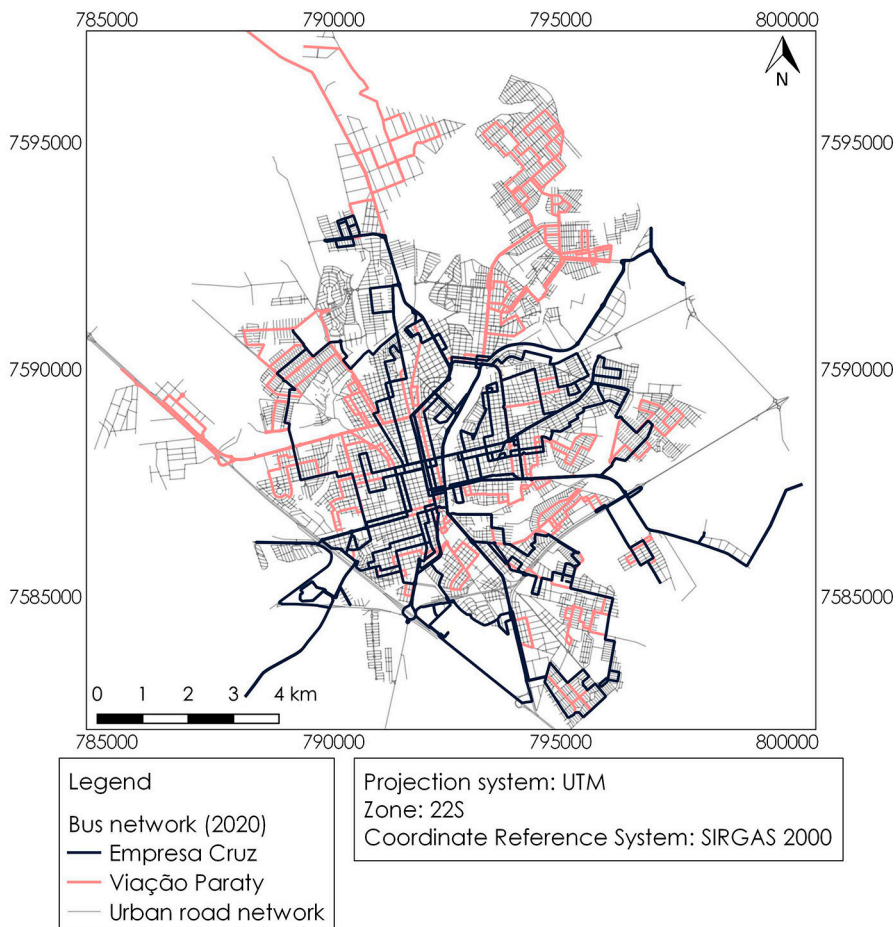 785000 790000 795000 800000
N
7595000 7595000
7590000 7590000
7585000 7585000
0 1 2 3 4 km
785000 790000 795000 800000
Legend
Bus network (2020)
Empresa Cruz
Viação Paraty
Urban road network
Projection system: UTM
Zone: 22S
Coordinate Reference System: SIRGAS 2000